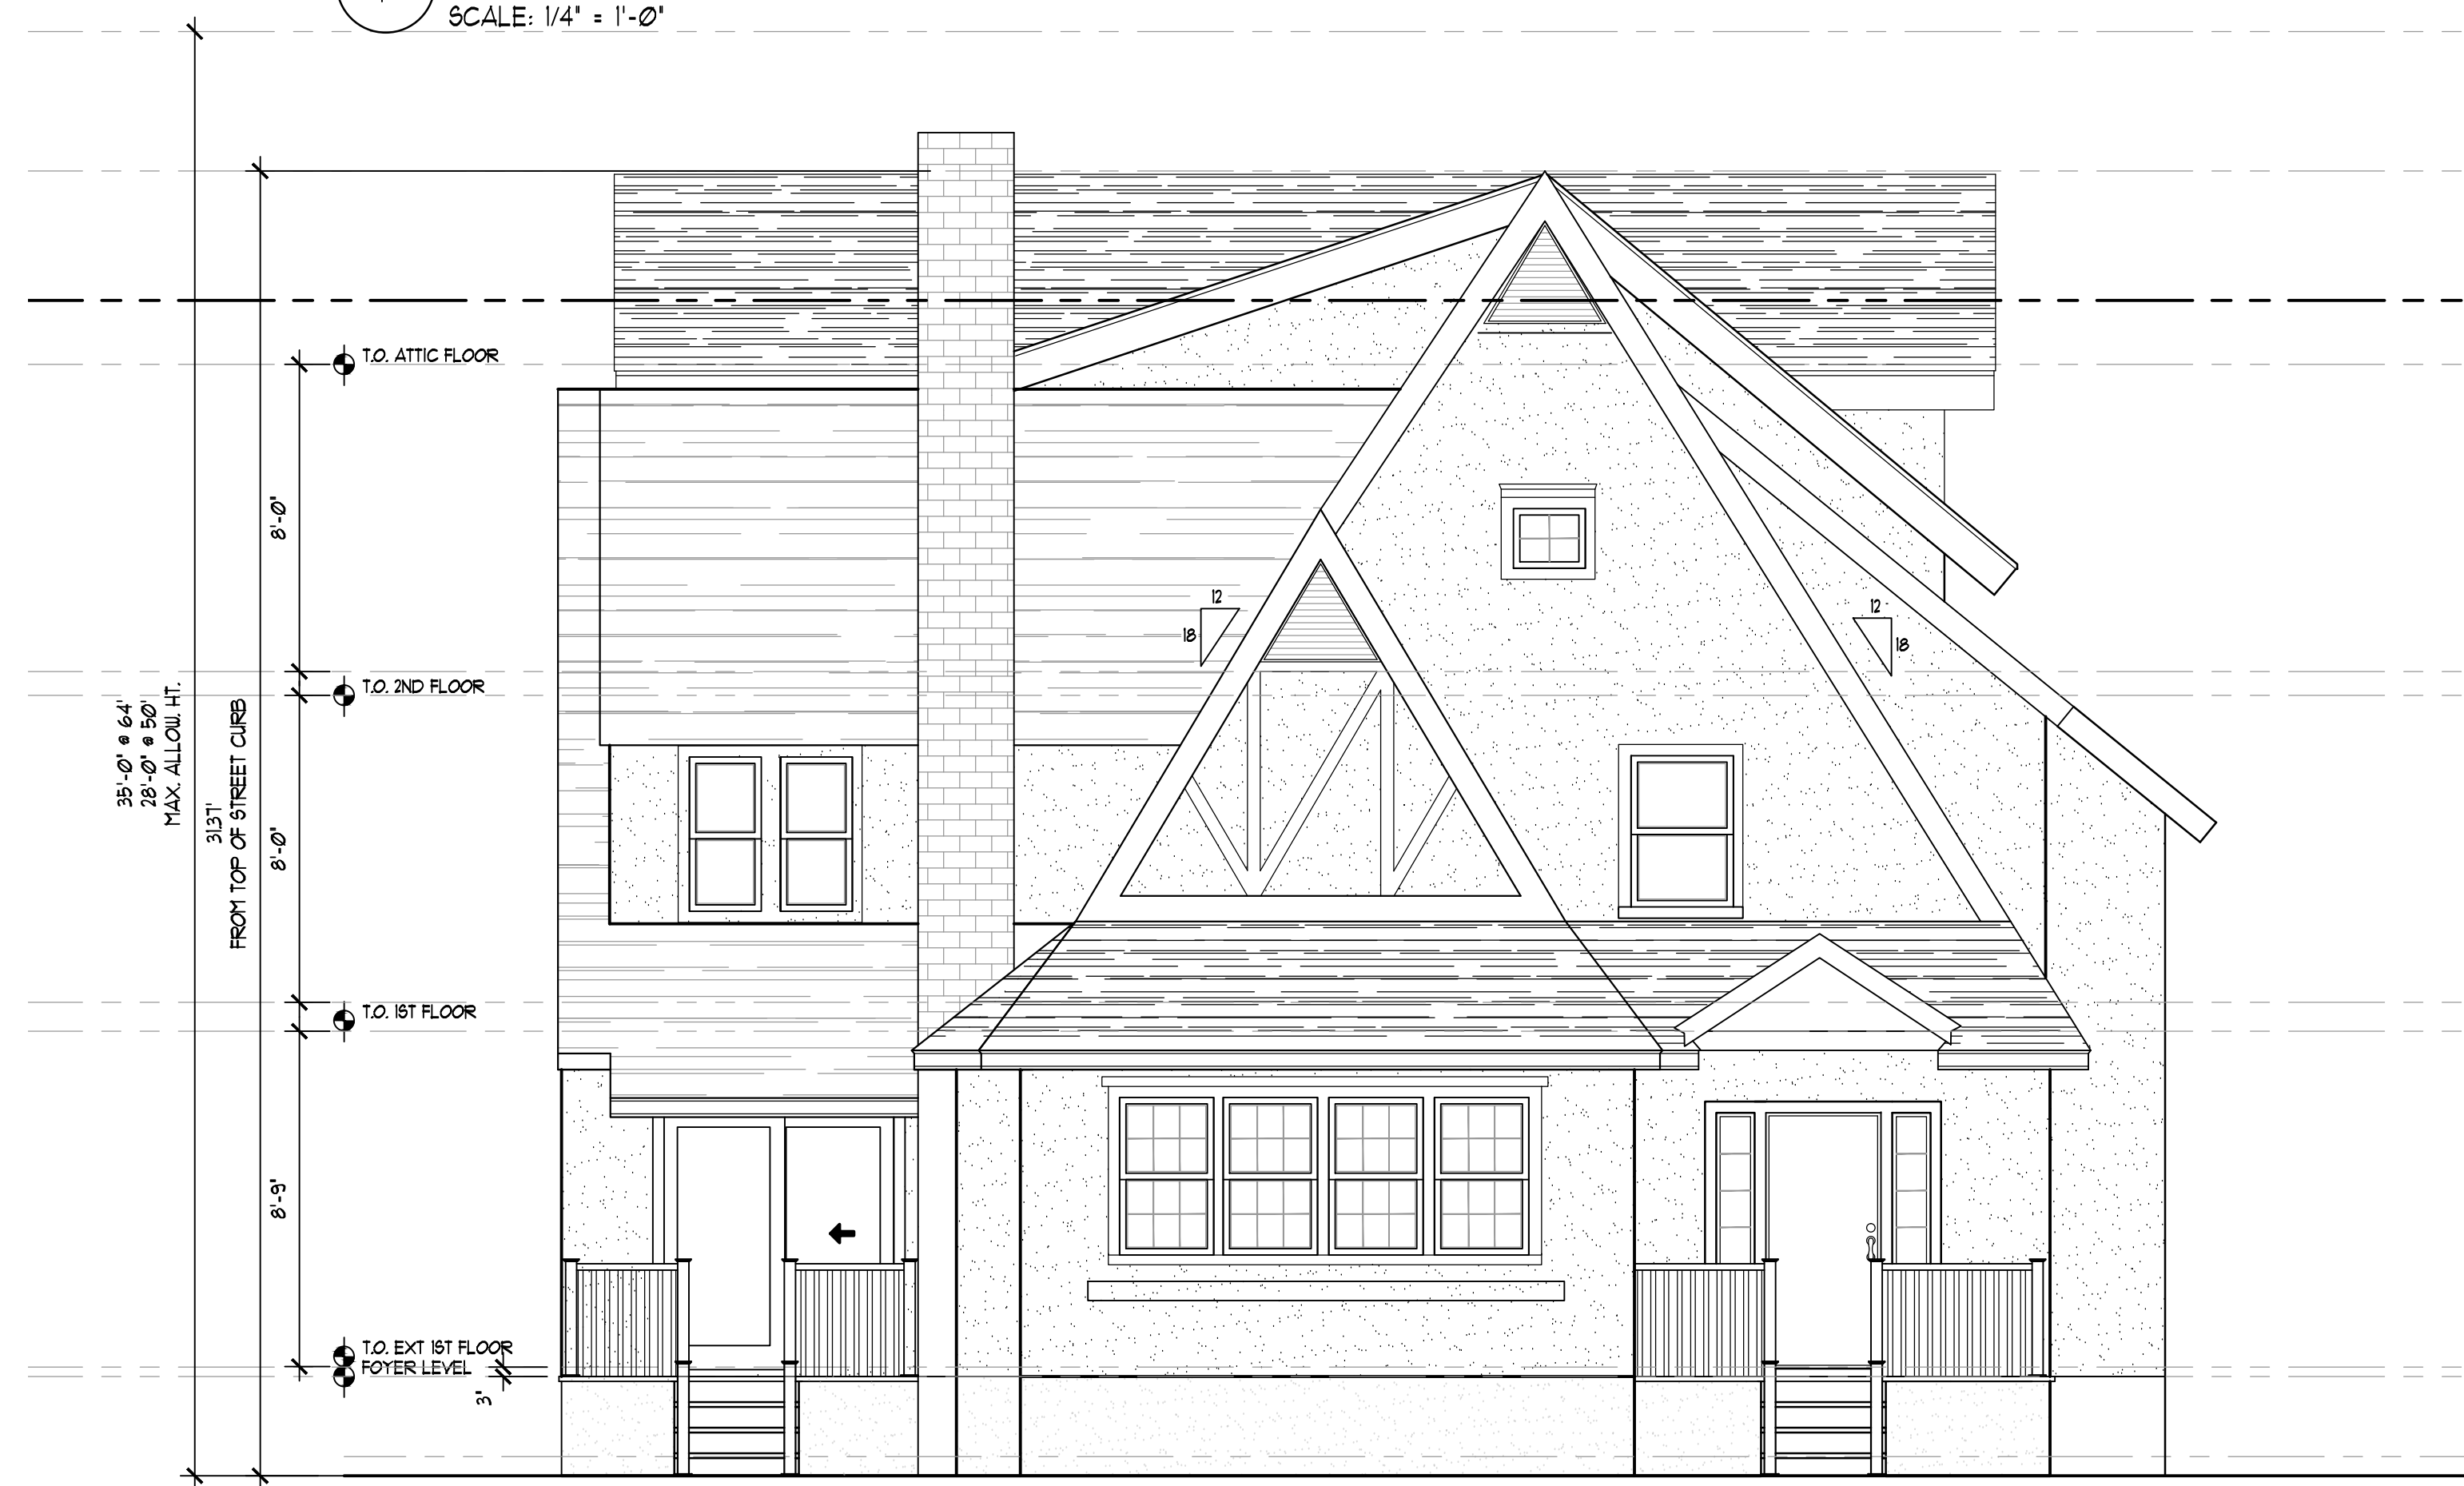 SCALE: 1/4" = 1'-0"
T.O. ATTIC FLOOR
8'-0"
12
18
12
18
T.O. 2ND FLOOR
35'-0" @ 64'
28'-0" @ 50'
MAX. ALLOW. HT.
31.37'
FROM TOP OF STREET CURB
8'-0"
T.O. 1ST FLOOR
8'-9"
T.O. EXT 1ST FLOOR
FOYER LEVEL
3"